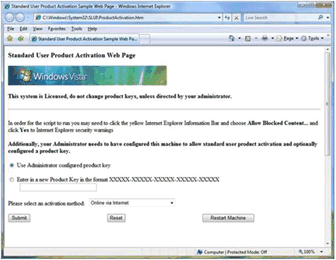 Standard User Product Activation Sample Web Page - Windows Internet Explorer
C:\Windows\System32\SLUI\ProductActivation.htm
File Edit View Favorites Tools Help
Standard User Product Activation Sample Web Page
Page Tools
Standard User Product Activation Web Page
Windows Vista
This system is Licensed, do not change product keys, unless directed by your administrator.
In order for the script to run you may need to click the yellow Internet Explorer Information Bar and choose Allow Blocked Content... and
click Yes to Internet Explorer security warnings
Additionally, your Administrator needs to have configured this machine to allow standard user product activation and optionally
configured a product key.
Use Administrator configured product key
Enter in a new Product Key in the format XXXXX-XXXXX-XXXXX-XXXXX-XXXXX
Please select an activation method: Online via Internet
Submit Reset Restart Machine
Computer | Protected Mode: Off 100%